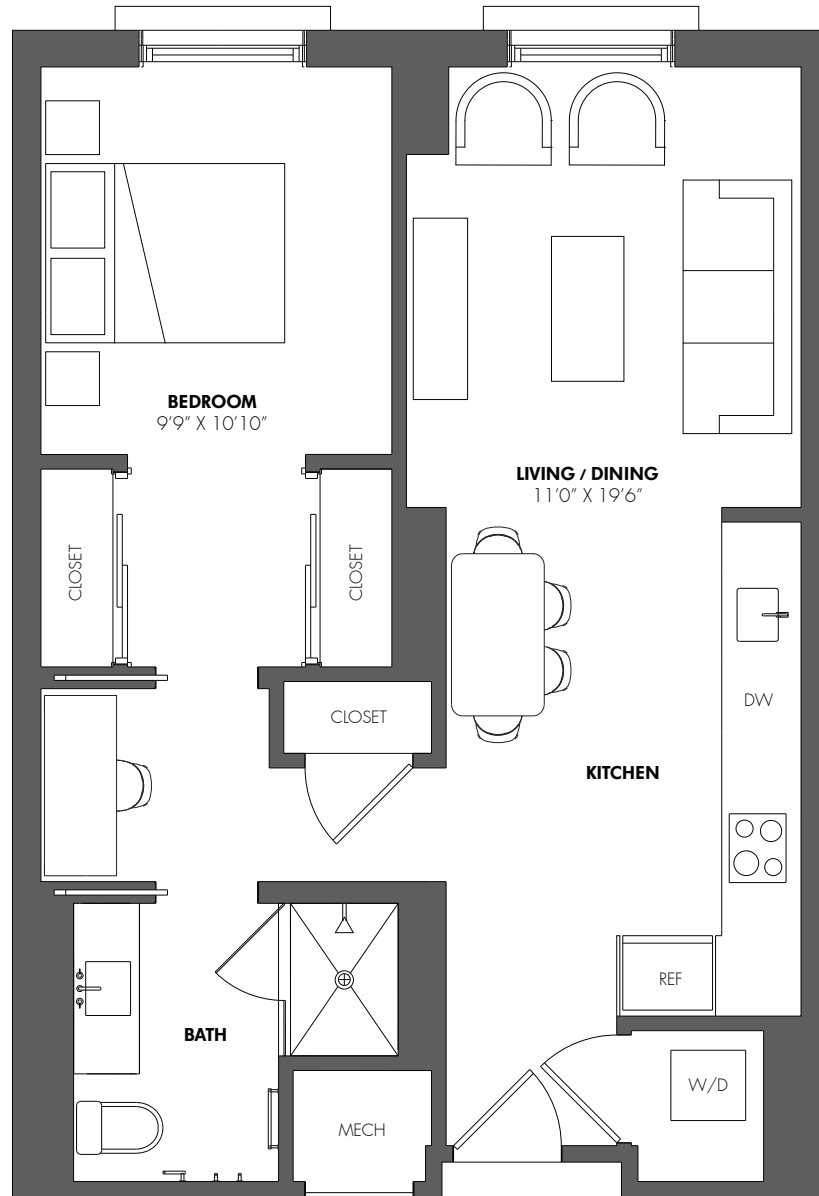 BEDROOM
9’9” X 10’10”
LIVING / DINING
11’0” X 19’6”
CLOSET
CLOSET
CLOSET
DW
KITCHEN
REF
BATH
W/D
MECH